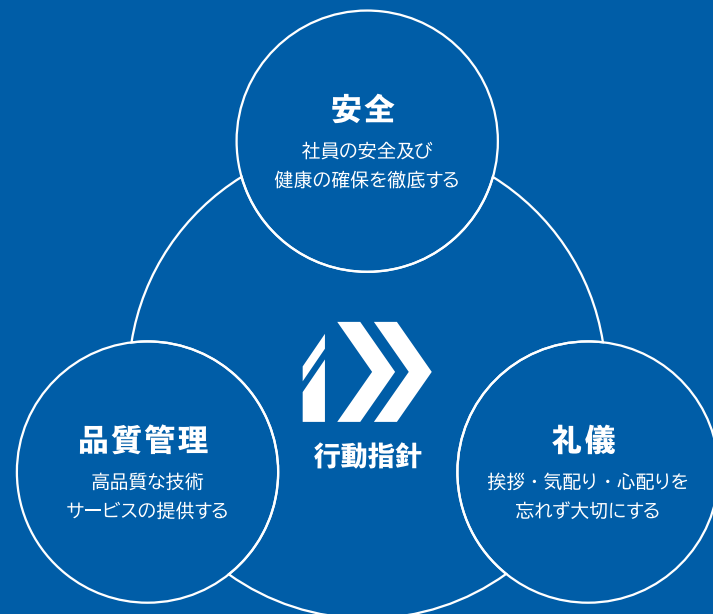 安全
社員の安全及び
健康の確保を徹底する
行動指針
品質管理
高品質な技術
サービスの提供する
礼儀
挨拶・気配り・心配りを
忘れず大切にする